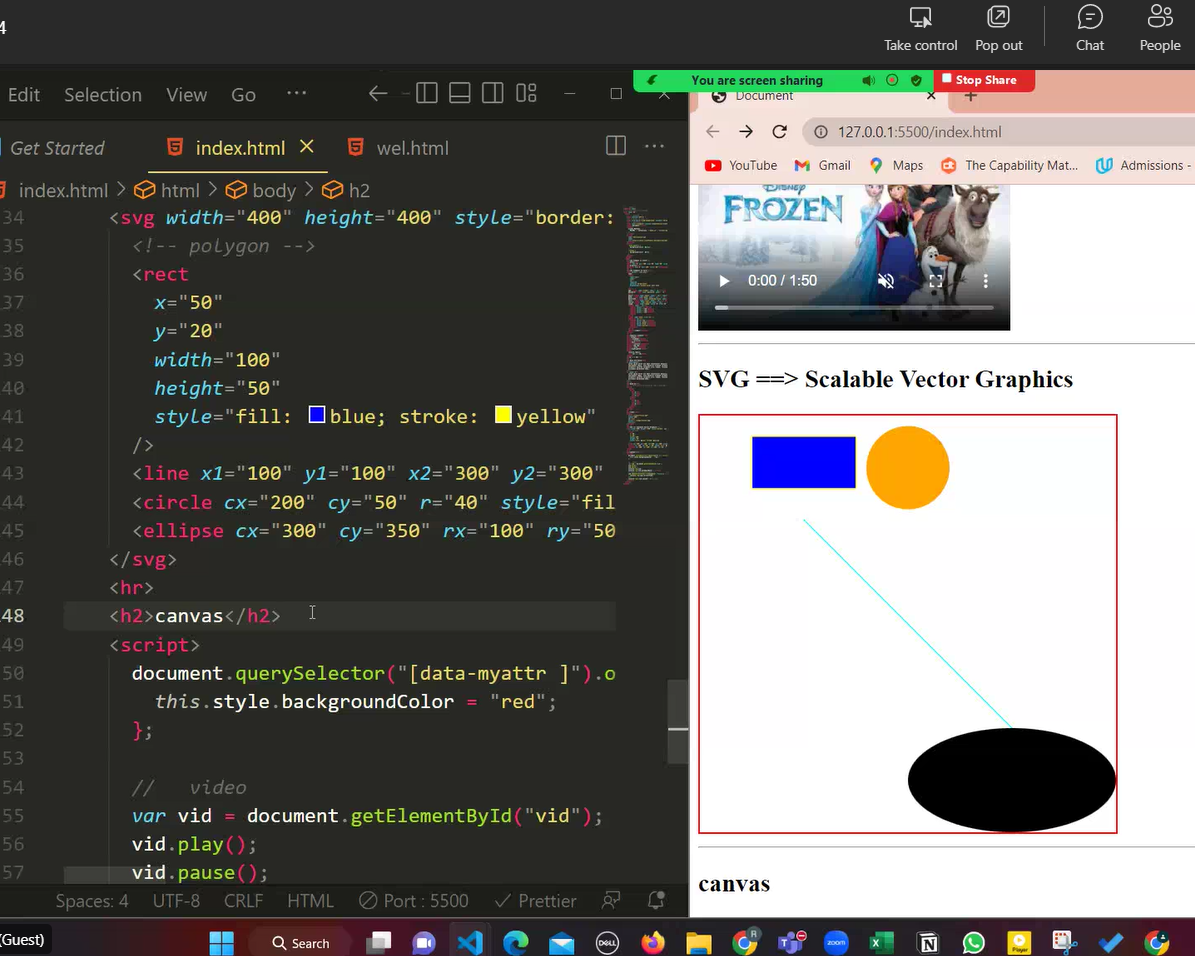 4
Take control
Pop out
Chat
People
You are screen sharing
Stop Share
Edit Selection View Go ···
Document
Get Started
index.html
wel.html
127.0.0.1:5500/index.html
YouTube Gmail Maps The Capability Mat... Admissions -
index.html > html > body > h2
34 <svg width="400" height="400" style="border:
35 <!-- polygon -->
36 <rect
37 x="50"
38 y="20"
39 width="100"
40 height="50"
41 style="fill: blue; stroke: yellow"
42 />
43 <line x1="100" y1="100" x2="300" y2="300"
44 <circle cx="200" cy="50" r="40" style="fil
45 <ellipse cx="300" cy="350" rx="100" ry="50
46 </svg>
47 <hr>
48 <h2>canvas</h2>
49 <script>
50 document.querySelector("[data-myattr ]").o
51 this.style.backgroundColor = "red";
52 };
53
54 // video
55 var vid = document.getElementById("vid");
56 vid.play();
57 vid.pause();
DISNEY
FROZEN
0:00 / 1:50
SVG ==> Scalable Vector Graphics
canvas
Spaces: 4 UTF-8 CRLF HTML Port : 5500 Prettier
(Guest)
Search
DELL
R
zoom
Player